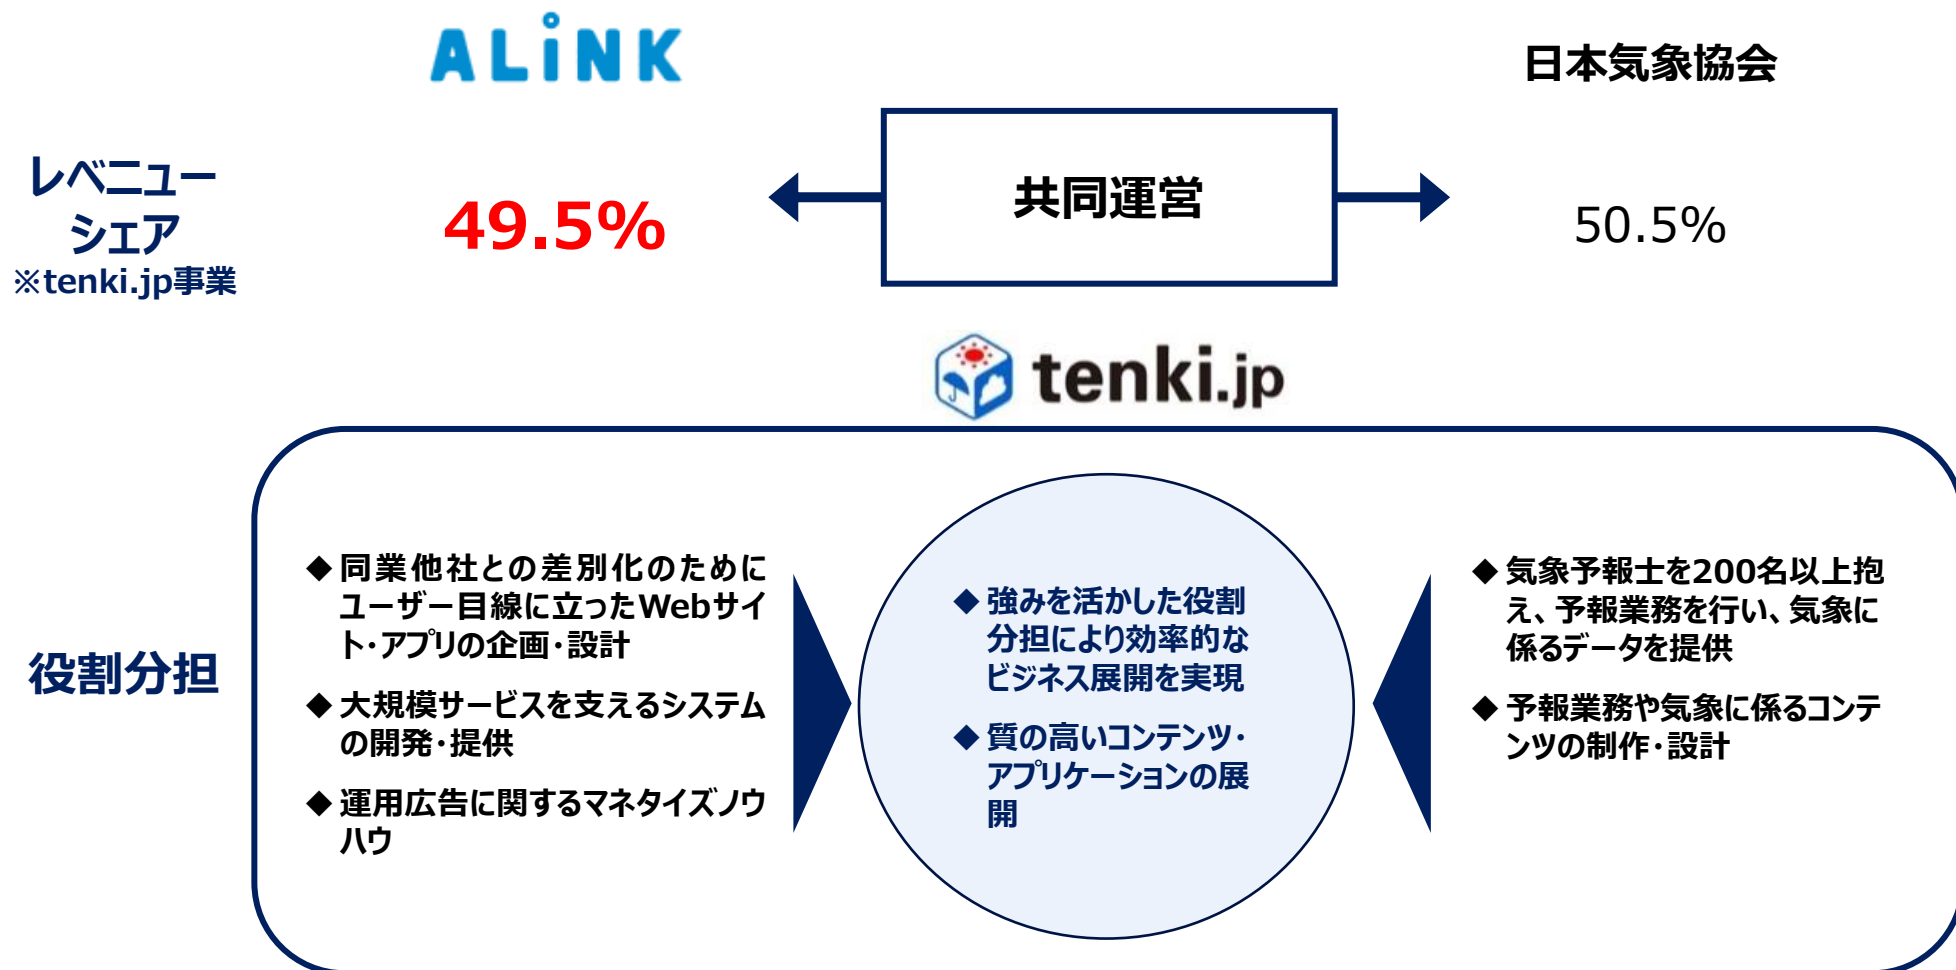 ALiNK
日本気象協会
レベニュー
シェア
※tenki.jp事業
49.5%
共同運営
50.5%
tenki.jp
役割分担
◆ 同業他社との差別化のために
ユーザー目線に立ったWebサイ
ト・アプリの企画・設計
◆ 大規模サービスを支えるシステム
の開発・提供
◆ 運用広告に関するマネタイズノウ
ハウ
◆ 強みを活かした役割
分担により効率的な
ビジネス展開を実現
◆ 質の高いコンテンツ・
アプリケーションの展
開
◆ 気象予報士を200名以上抱
え、予報業務を行い、気象に
係るデータを提供
◆ 予報業務や気象に係るコンテ
ンツの制作・設計